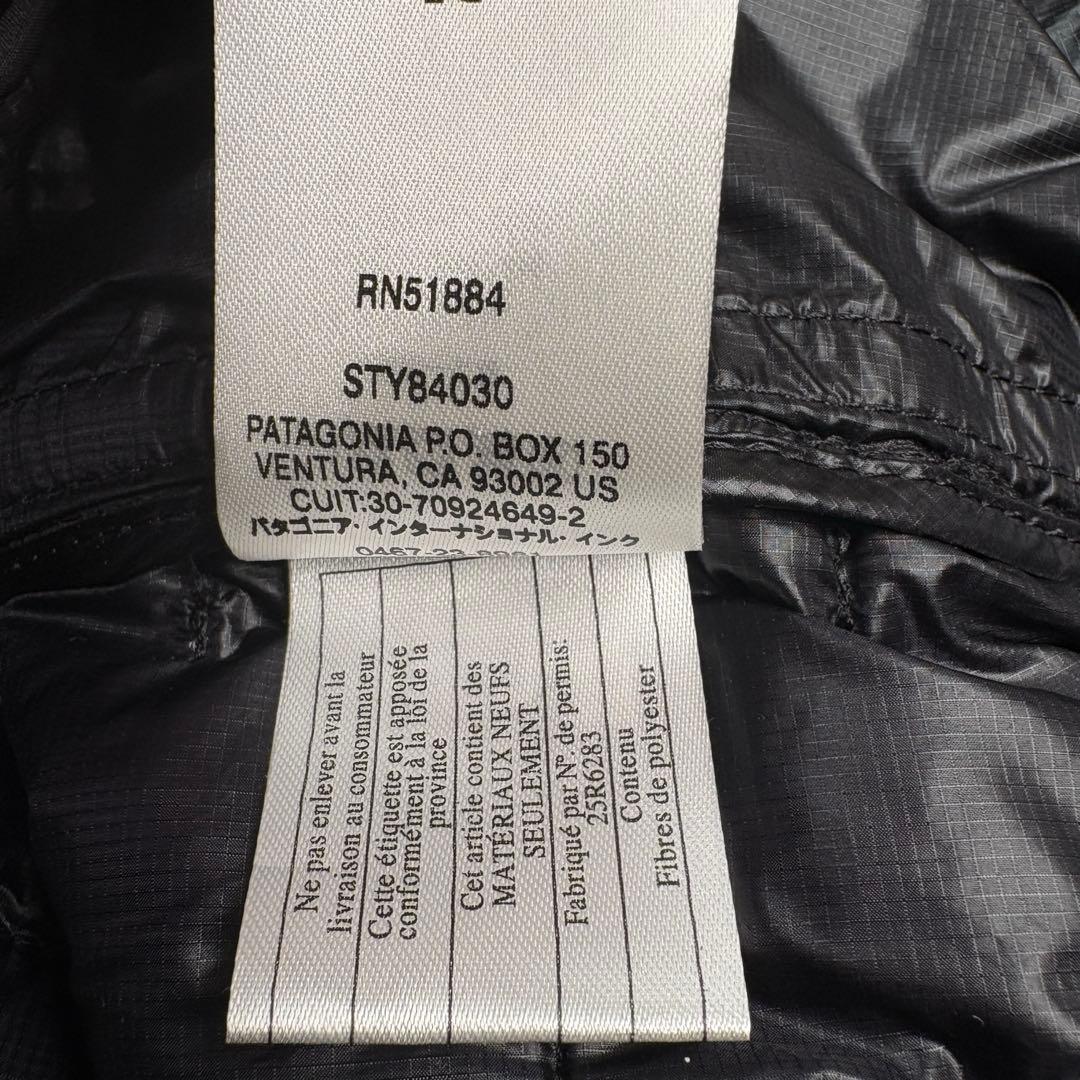 RN51884
STY84030
PATAGONIA P.O. BOX 150
VENTURA, CA 93002 US
CUIT:30-70924649-2
パタゴニア・インターナショナル・インク
Ne pas enlever avant la
livraison au consommateur
Cette étiquette est apposée
conformément à la loi de la
province
Cet article contient des
MATÉRIAUX NEUFS
SEULEMENT
Fabriqué par N°. de permis:
25R6283
Contenu
Fibres de polyester